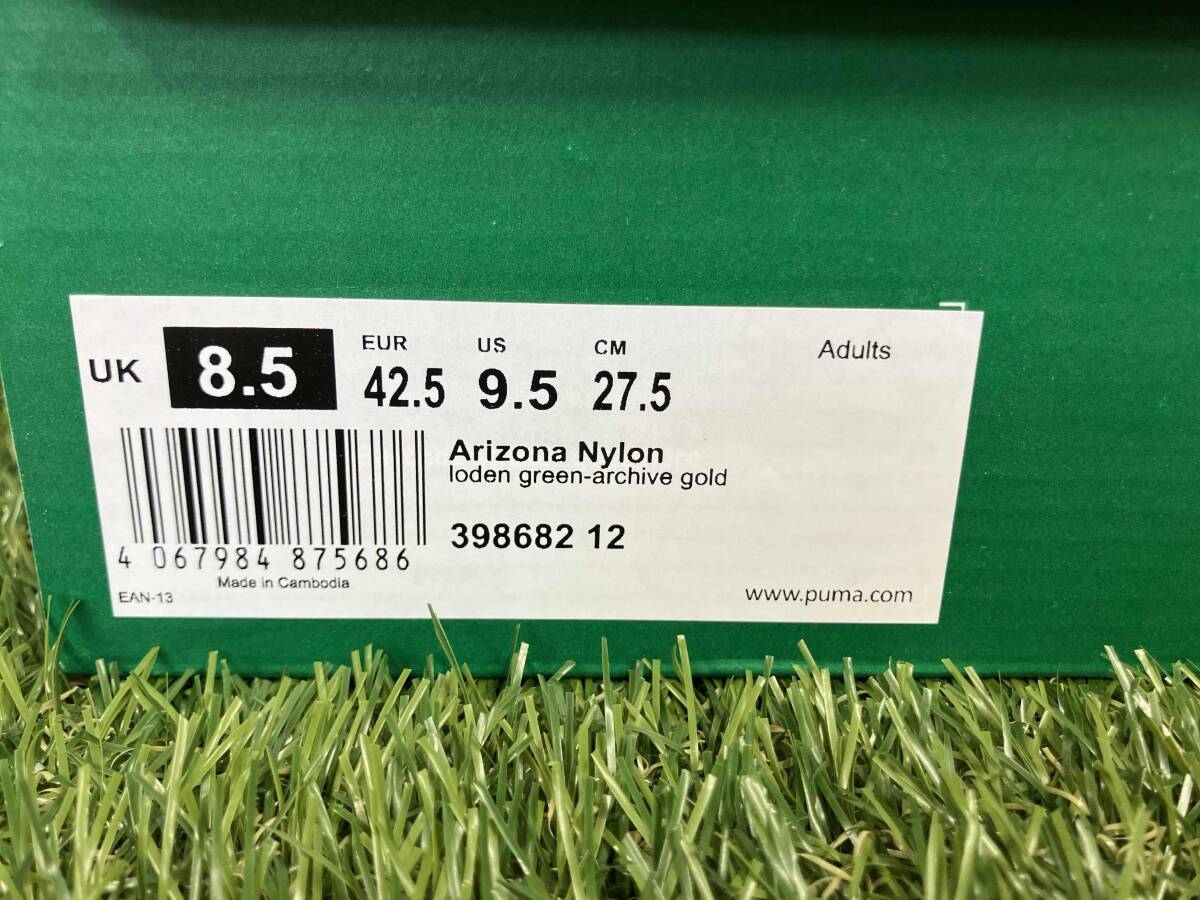 EUR US CM Adults
UK 8.5 42.5 9.5 27.5
Arizona Nylon
loden green-archive gold
398682 12
4 067984 875686
Made in Cambodia
EAN-13
www.puma.com